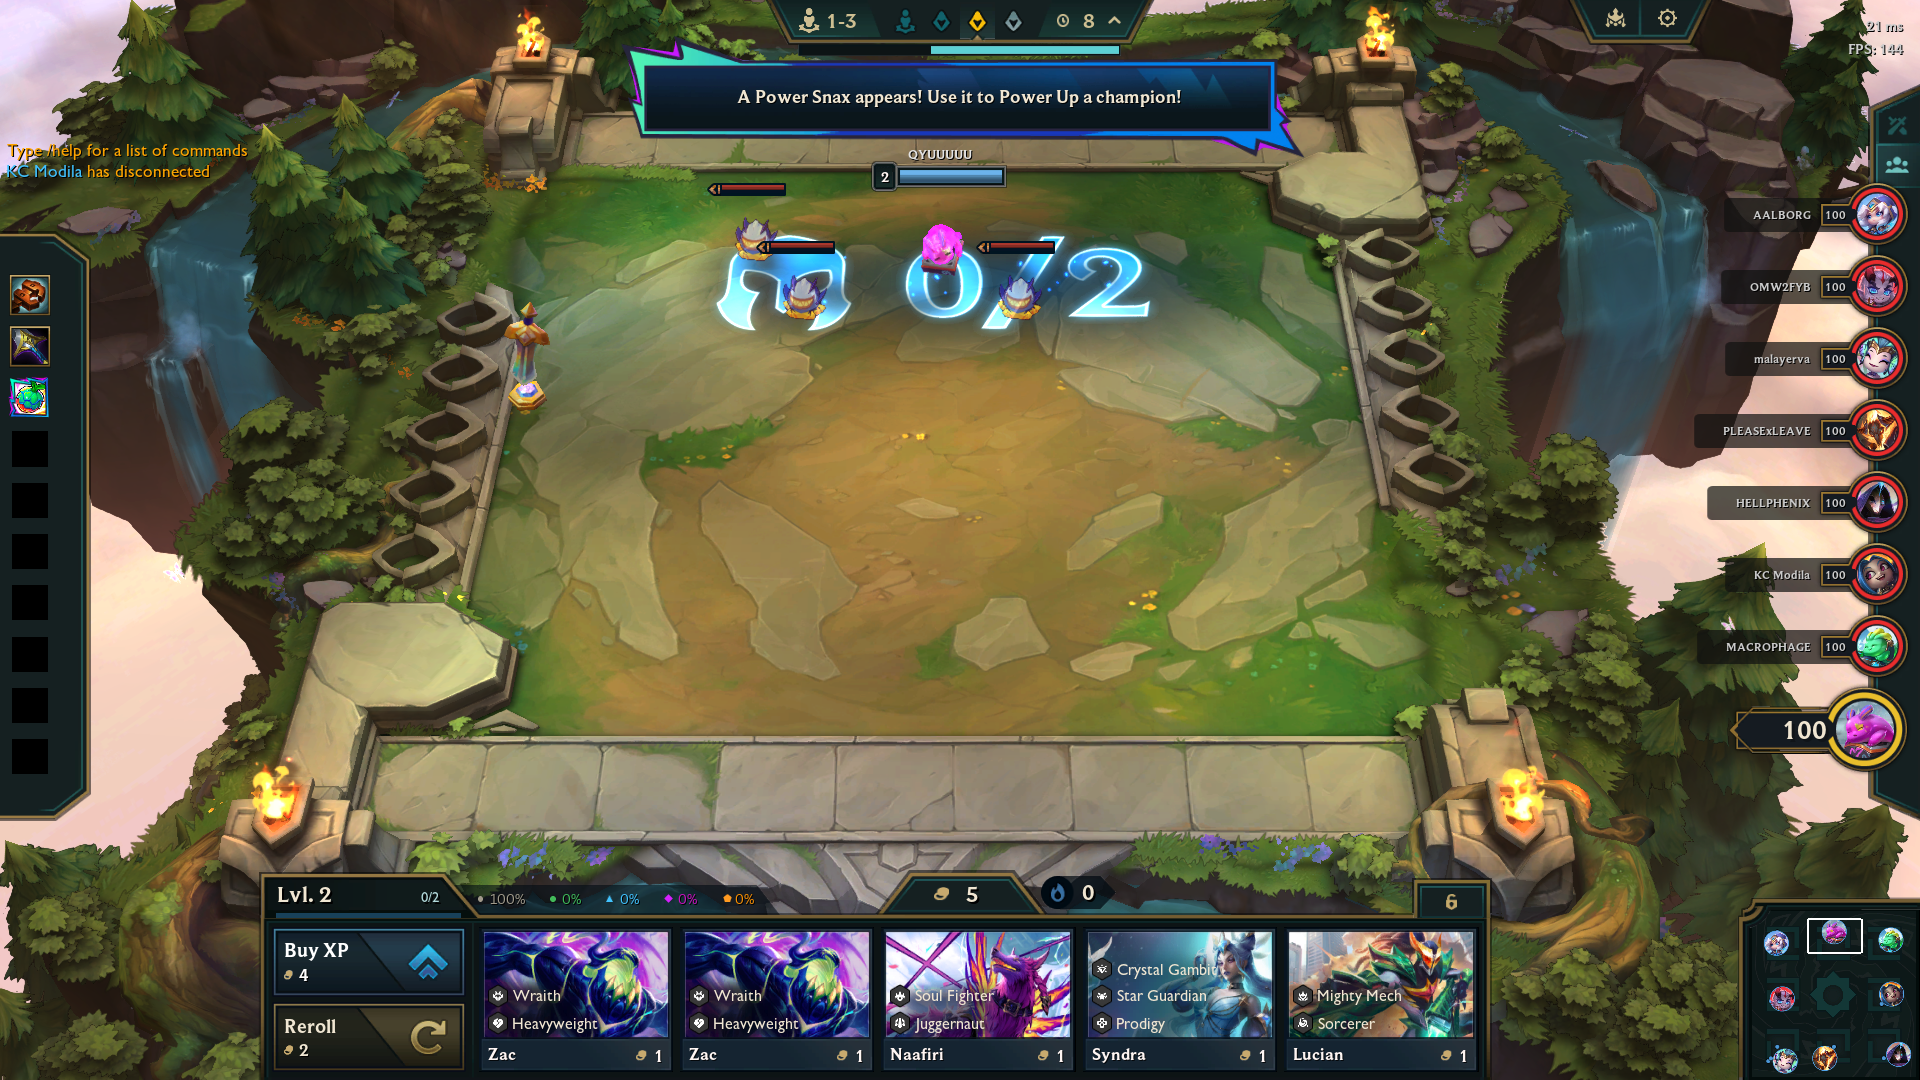 1-3
8
21 ms
FPS: 144
A Power Snax appears! Use it to Power Up a champion!
Type /help for a list of commands
KC Modila has disconnected
QYUUUUU
2
0/2
AALBORG 100
OMW2FYB 100
malayerva 100
PLEASExLEAVE 100
HELLPHENIX 100
KC Modila 100
MACROPHAGE 100
100
Lvl. 2 0/2
100% 0% 0% 0% 0%
5
0
6
Buy XP
4
Reroll
2
Wraith
Heavyweight
Zac 1
Wraith
Heavyweight
Zac 1
Soul Fighter
Juggernaut
Naafiri 1
Crystal Gambit
Star Guardian
Prodigy
Syndra 1
Mighty Mech
Sorcerer
Lucian 1